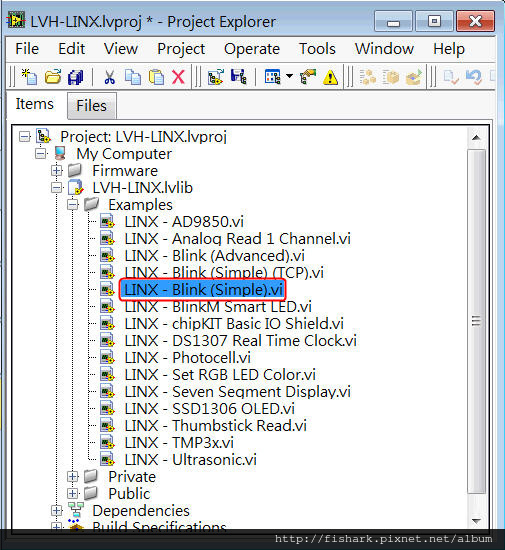 LVH-LINX.lvproj * - Project Explorer
File Edit View Project Operate Tools Window Help
Items Files
Project: LVH-LINX.lvproj
My Computer
Firmware
LVH-LINX.lvlib
Examples
LINX - AD9850.vi
LINX - Analog Read 1 Channel.vi
LINX - Blink (Advanced).vi
LINX - Blink (Simple) (TCP).vi
LINX - Blink (Simple).vi
LINX - BlinkM Smart LED.vi
LINX - chipKIT Basic IO Shield.vi
LINX - DS1307 Real Time Clock.vi
LINX - Photocell.vi
LINX - Set RGB LED Color.vi
LINX - Seven Segment Display.vi
LINX - SSD1306 OLED.vi
LINX - Thumbstick Read.vi
LINX - TMP3x.vi
LINX - Ultrasonic.vi
Private
Public
Dependencies
Build Specifications
http://fishark.pixnet.net/album